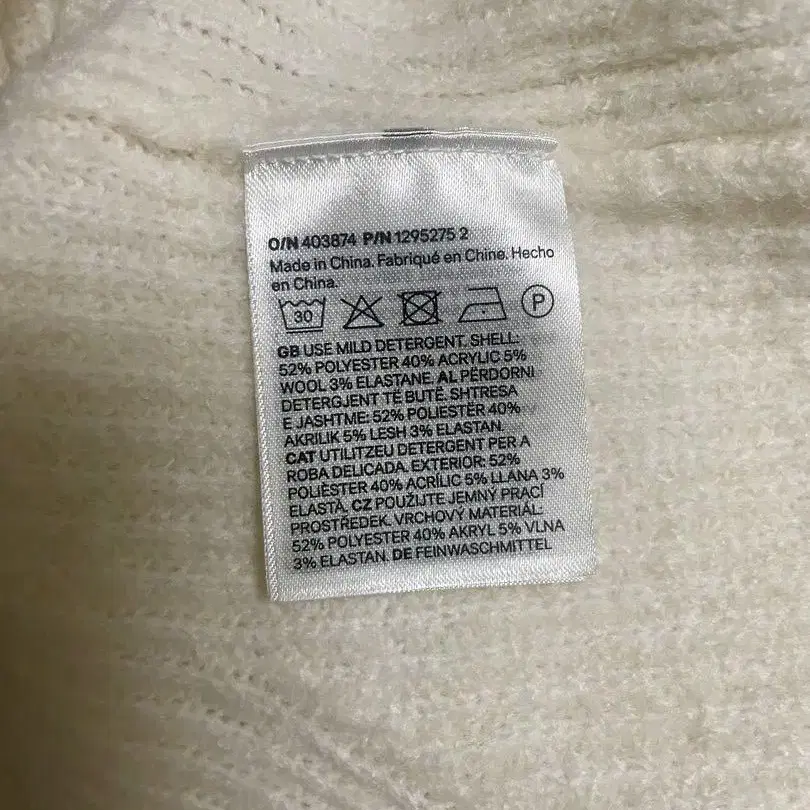 O/N 403874 P/N 1295275 2
Made in China. Fabriqué en Chine. Hecho
en China.
30 P
GB USE MILD DETERGENT. SHELL:
52% POLYESTER 40% ACRYLIC 5%
WOOL 3% ELASTANE. AL PËRDORNI
DETERGJENT TË BUTË. SHTRESA
E JASHTME: 52% POLIESTËR 40%
AKRILIK 5% LESH 3% ELASTAN.
CAT UTILITZEU DETERGENT PER A
ROBA DELICADA. EXTERIOR: 52%
POLIÈSTER 40% ACRÍLIC 5% LLANA 3%
ELASTÀ. CZ POUŽIJTE JEMNÝ PRACÍ
PROSTŘEDEK. VRCHOVÝ MATERIÁL:
52% POLYESTER 40% AKRYL 5% VLNA
3% ELASTAN. DE FEINWASCHMITTEL